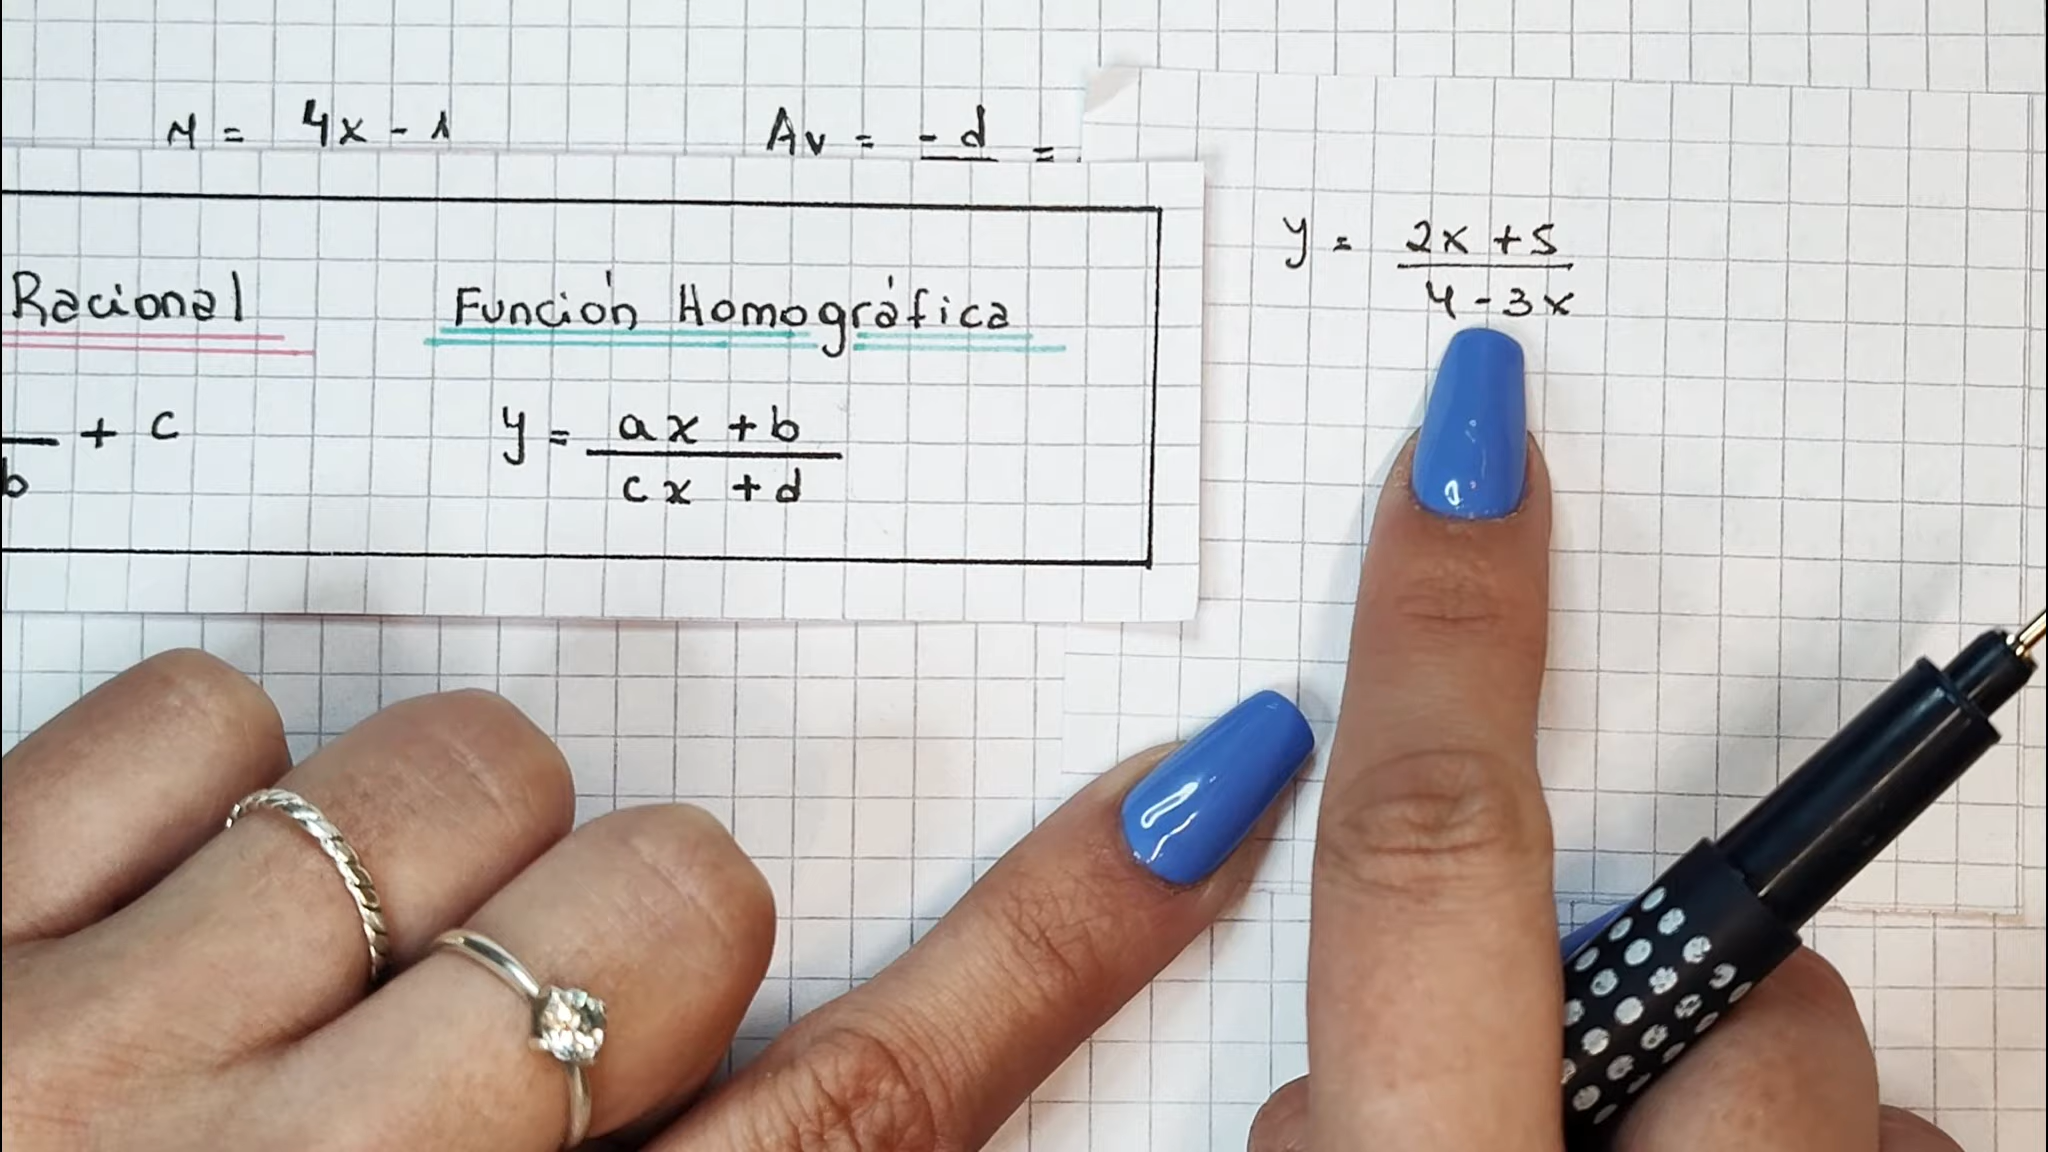 y = 4x - 1
Av = -d =
Racional
+ c
b
Función Homográfica
y = ax + b
cx + d
y = 2x + 5
4 - 3x